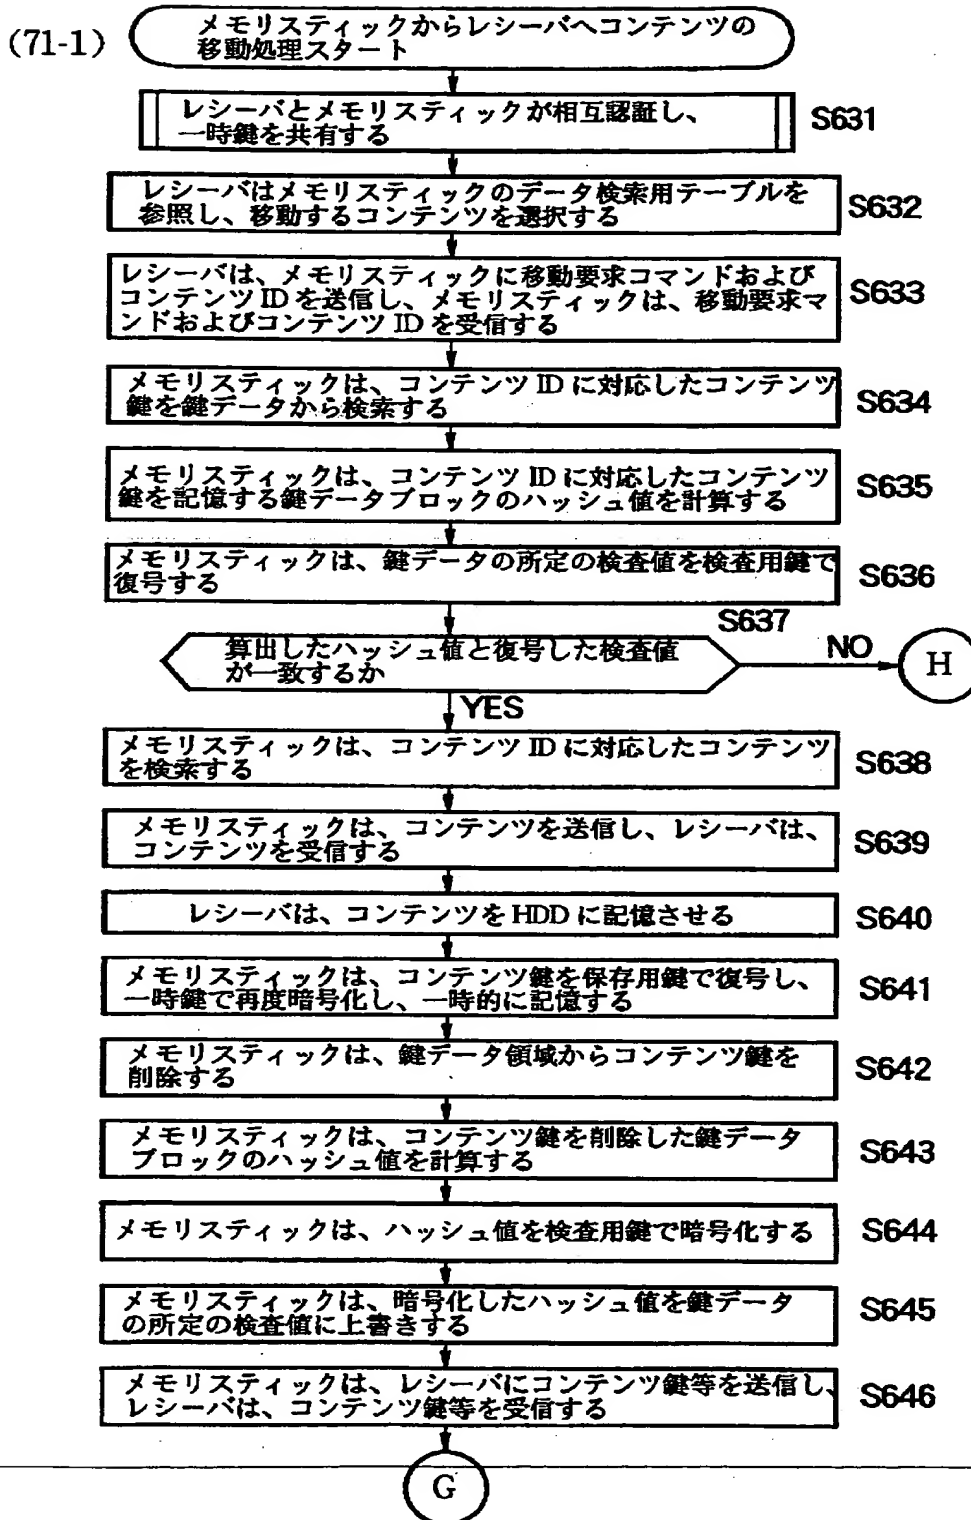 (71-1)
メモリスティックからレシーバへコンテンツの
移動処理スタート
レシーバとメモリスティックが相互認証し、
一時鍵を共有する
S631
レシーバはメモリスティックのデータ検索用テーブルを
参照し、移動するコンテンツを選択する
S632
レシーバは、メモリスティックに移動要求コマンドおよび
コンテンツ ID を送信し、メモリスティックは、移動要求マ
ンドおよびコンテンツ ID を受信する
S633
メモリスティックは、コンテンツ ID に対応したコンテンツ
鍵を鍵データから検索する
S634
メモリスティックは、コンテンツ ID に対応したコンテンツ
鍵を記憶する鍵データブロックのハッシュ値を計算する
S635
メモリスティックは、鍵データの所定の検査値を検査用鍵で
復号する
S636
S637
算出したハッシュ値と復号した検査値
が一致するか
NO
H
YES
メモリスティックは、コンテンツ ID に対応したコンテンツ
を検索する
S638
メモリスティックは、コンテンツを送信し、レシーバは、
コンテンツを受信する
S639
レシーバは、コンテンツを HDD に記憶させる
S640
メモリスティックは、コンテンツ鍵を保存用鍵で復号し、
一時鍵で再度暗号化し、一時的に記憶する
S641
メモリスティックは、鍵データ領域からコンテンツ鍵を
削除する
S642
メモリスティックは、コンテンツ鍵を削除した鍵データ
ブロックのハッシュ値を計算する
S643
メモリスティックは、ハッシュ値を検査用鍵で暗号化する
S644
メモリスティックは、暗号化したハッシュ値を鍵データ
の所定の検査値に上書きする
S645
メモリスティックは、レシーバにコンテンツ鍵等を送信し、
レシーバは、コンテンツ鍵等を受信する
S646
G